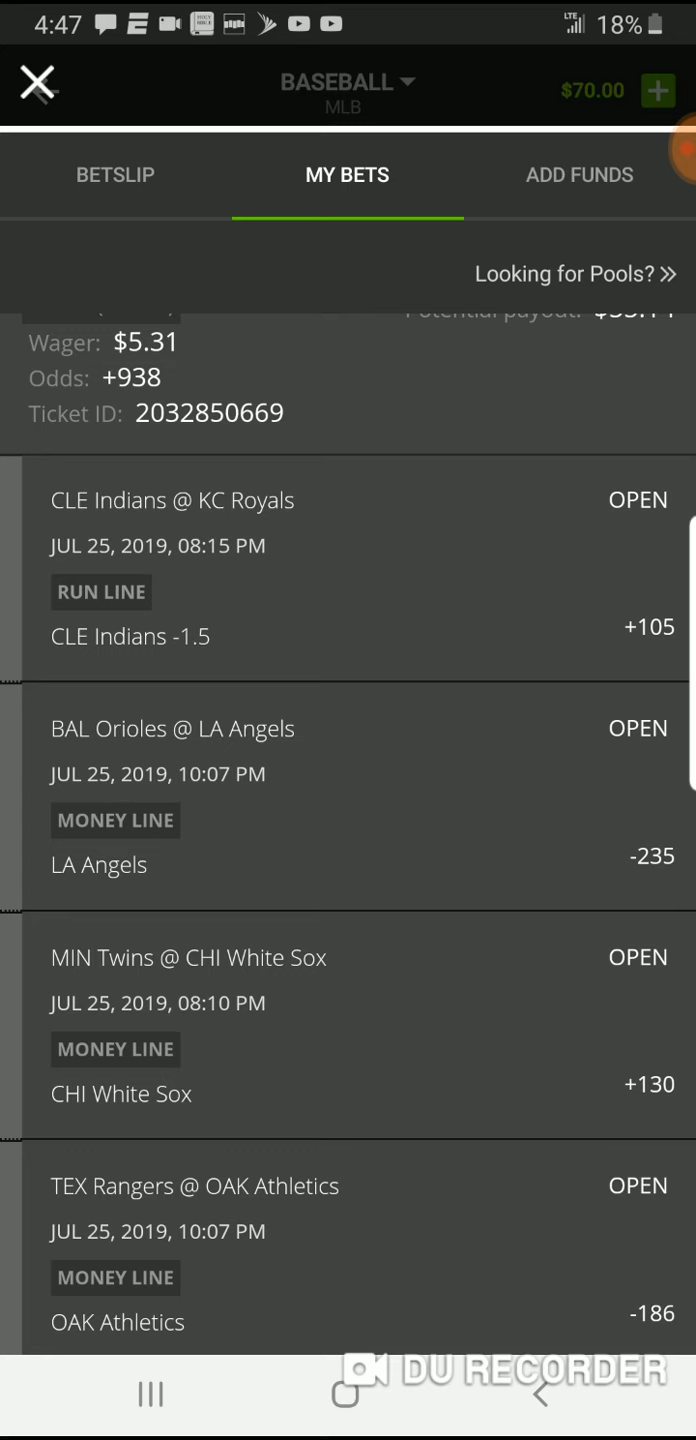 4:47 LTE 18%
BASEBALL
MLB
$70.00
BETSLIP MY BETS ADD FUNDS
Looking for Pools? »
Potential payout:
Wager: $5.31
Odds: +938
Ticket ID: 2032850669
CLE Indians @ KC Royals OPEN
JUL 25, 2019, 08:15 PM
RUN LINE
CLE Indians -1.5 +105
BAL Orioles @ LA Angels OPEN
JUL 25, 2019, 10:07 PM
MONEY LINE
LA Angels -235
MIN Twins @ CHI White Sox OPEN
JUL 25, 2019, 08:10 PM
MONEY LINE
CHI White Sox +130
TEX Rangers @ OAK Athletics OPEN
JUL 25, 2019, 10:07 PM
MONEY LINE
OAK Athletics -186
DU RECORDER